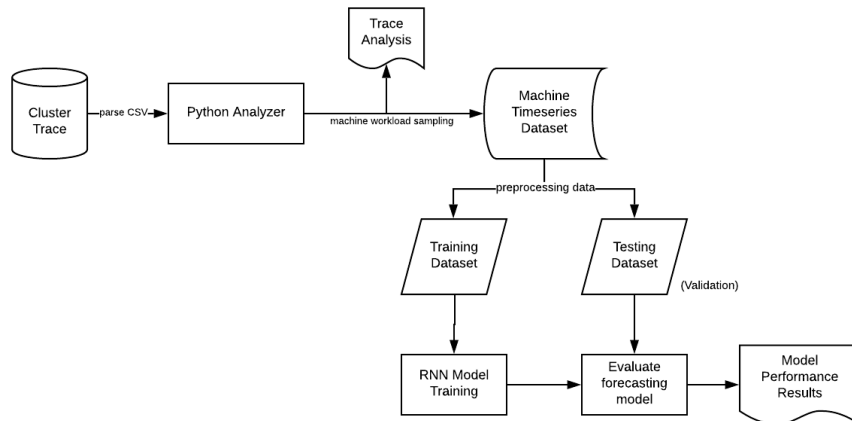 Trace
Analysis
Cluster
Trace
parse CSV
Python Analyzer
machine workload sampling
Machine
Timeseries
Dataset
preprocessing data
Training
Dataset
Testing
Dataset
(Validation)
RNN Model
Training
Evaluate
forecasting
model
Model
Performance
Results